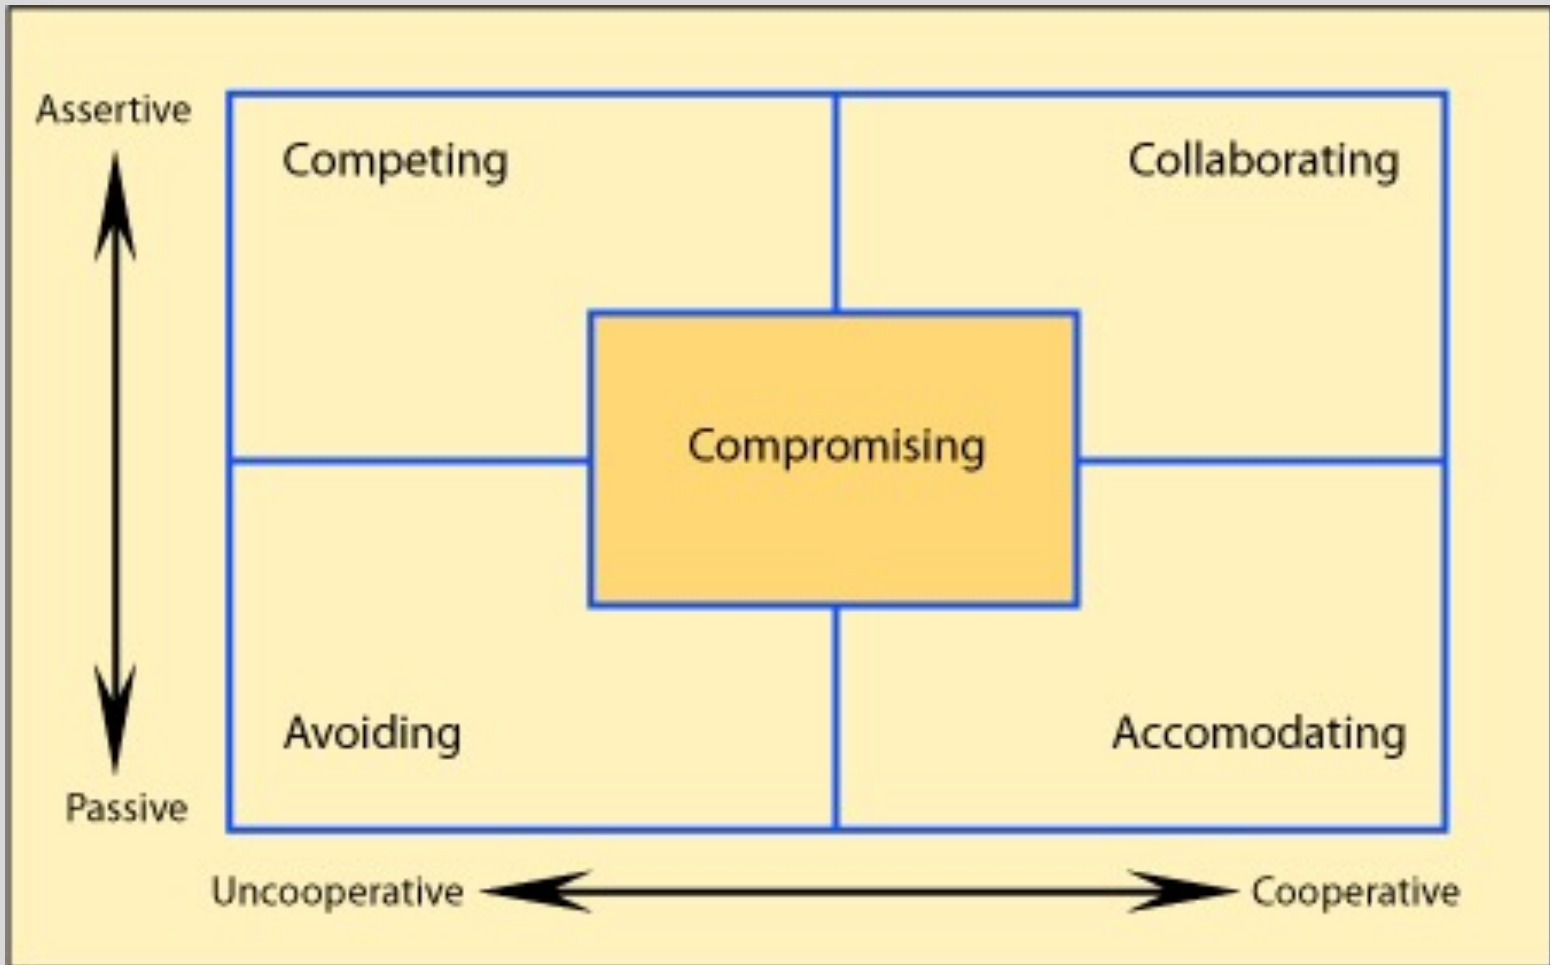 Assertive
Competing
Collaborating
Compromising
Avoiding
Accomodating
Passive
Uncooperative
Cooperative